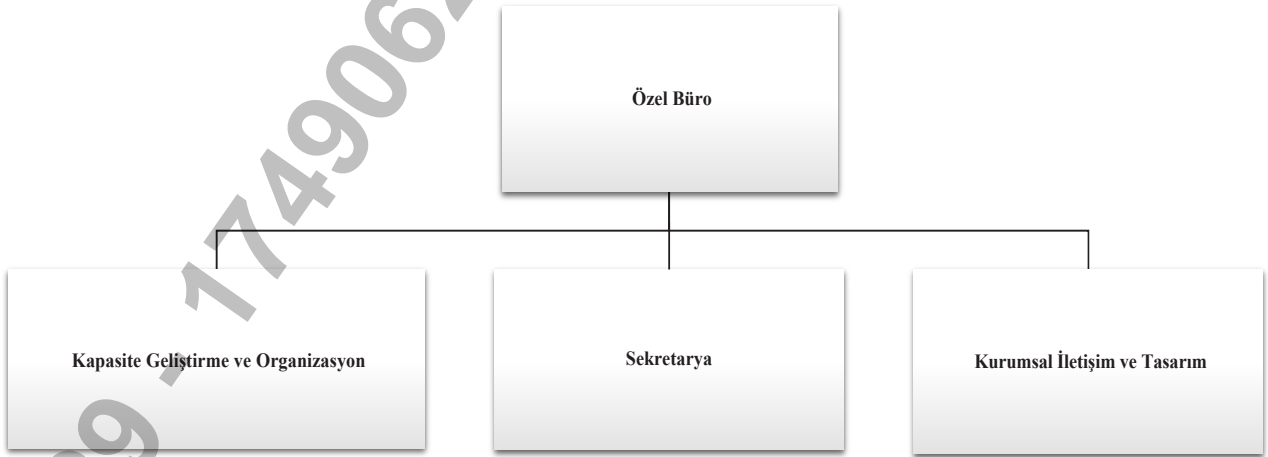 Özel Büro
Kapasite Geliştirme ve Organizasyon
Sekretarya
Kurumsal İletişim ve Tasarım